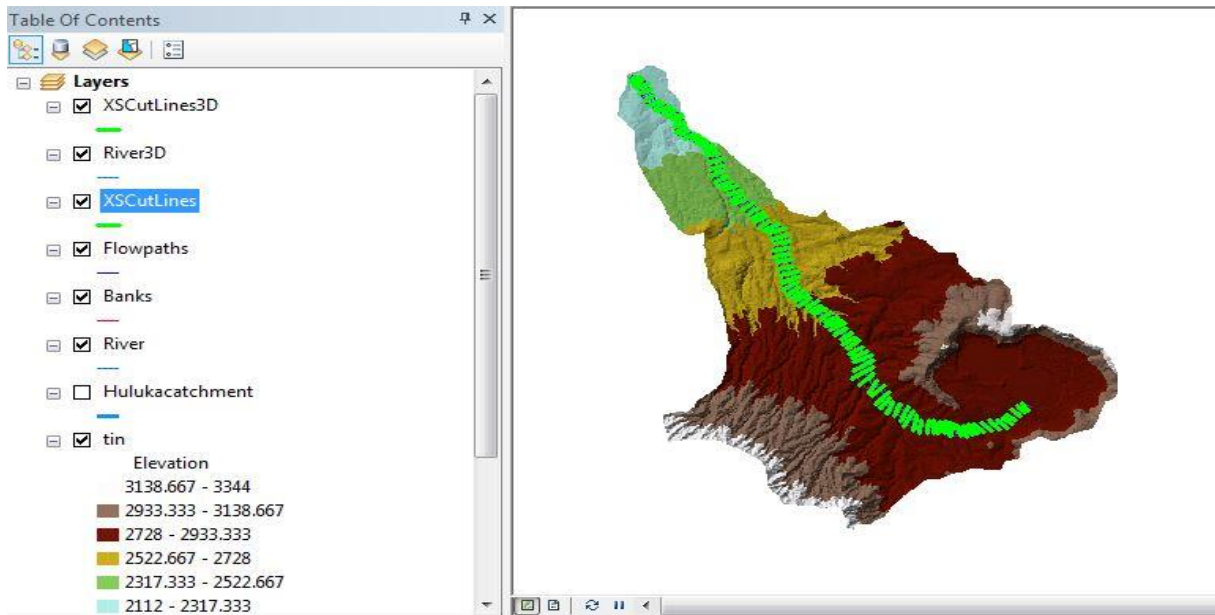 Table Of Contents
Layers
XSCutLines3D
River3D
XSCutLines
Flowpaths
Banks
River
Hulukacatchment
tin
Elevation
3138.667 - 3344
2933.333 - 3138.667
2728 - 2933.333
2522.667 - 2728
2317.333 - 2522.667
2112 - 2317.333